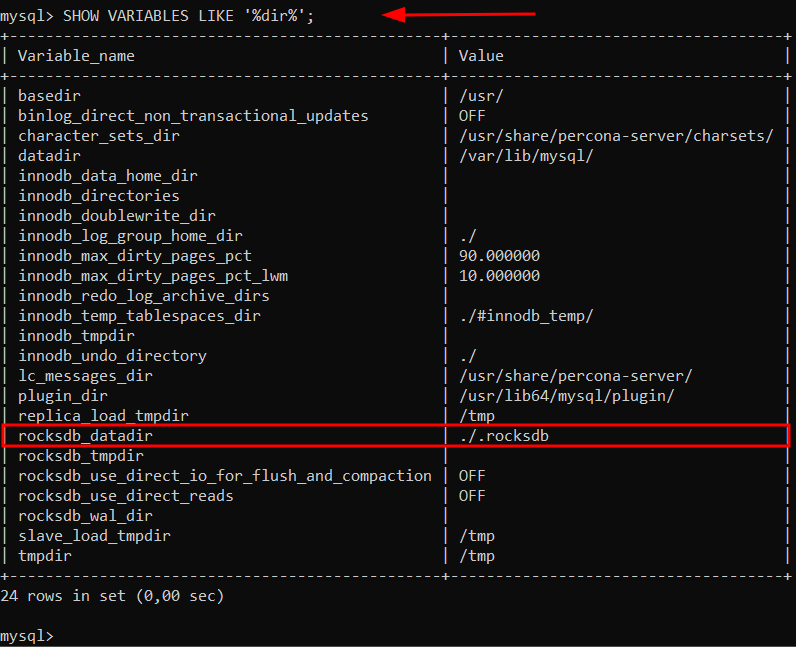 mysql> SHOW VARIABLES LIKE '%dir%';
+-----------------------------------------------+-------------------------------------+
| Variable_name | Value |
+-----------------------------------------------+-------------------------------------+
| basedir | /usr/ |
| binlog_direct_non_transactional_updates | OFF |
| character_sets_dir | /usr/share/percona-server/charsets/ |
| datadir | /var/lib/mysql/ |
| innodb_data_home_dir | |
| innodb_directories | |
| innodb_doublewrite_dir | |
| innodb_log_group_home_dir | ./ |
| innodb_max_dirty_pages_pct | 90.000000 |
| innodb_max_dirty_pages_pct_lwm | 10.000000 |
| innodb_redo_log_archive_dirs | |
| innodb_temp_tablespaces_dir | ./#innodb_temp/ |
| innodb_tmpdir | |
| innodb_undo_directory | ./ |
| lc_messages_dir | /usr/share/percona-server/ |
| plugin_dir | /usr/lib64/mysql/plugin/ |
| replica_load_tmpdir | /tmp |
| rocksdb_datadir | ./.rocksdb |
| rocksdb_tmpdir | |
| rocksdb_use_direct_io_for_flush_and_compaction | OFF |
| rocksdb_use_direct_reads | OFF |
| rocksdb_wal_dir | |
| slave_load_tmpdir | /tmp |
| tmpdir | /tmp |
+-----------------------------------------------+-------------------------------------+
24 rows in set (0,00 sec)
mysql>